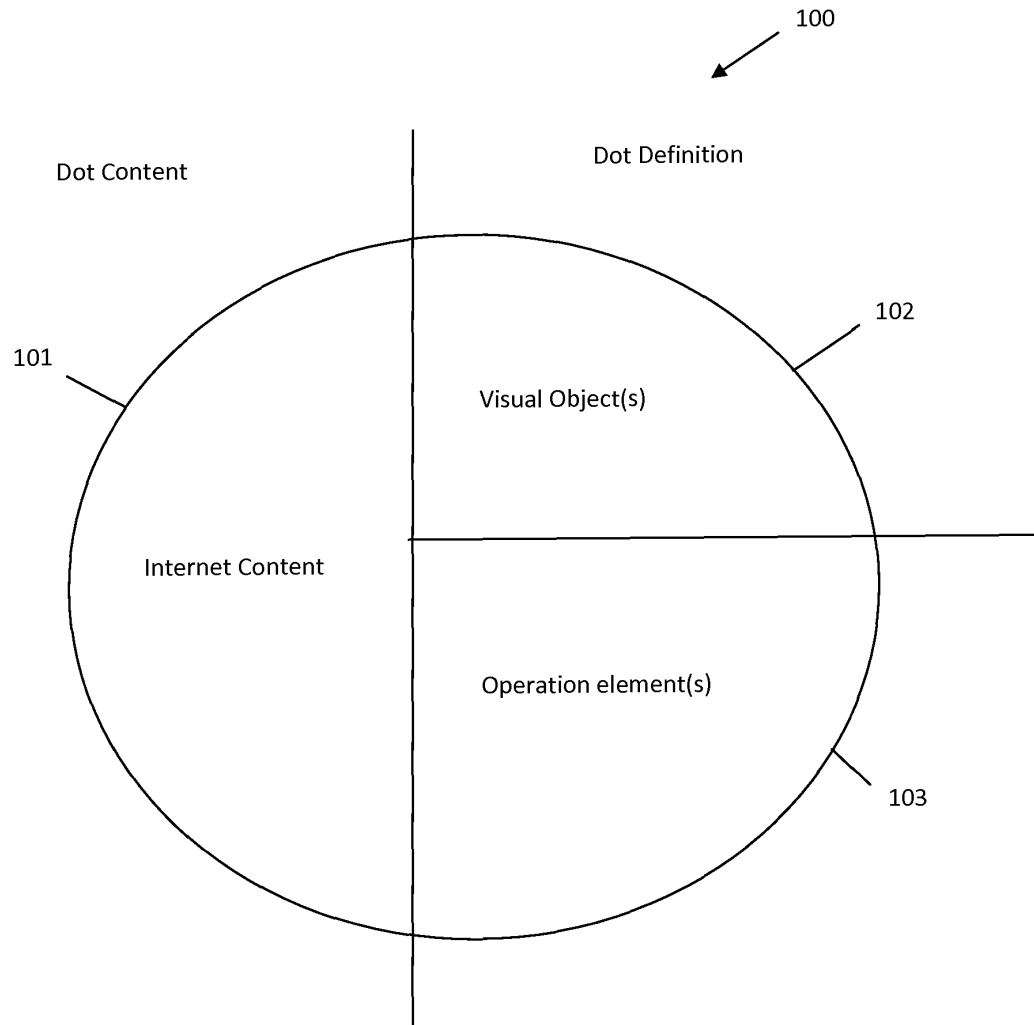 100
Dot Definition
Dot Content
102
101
Visual Object(s)
Internet Content
Operation element(s)
103